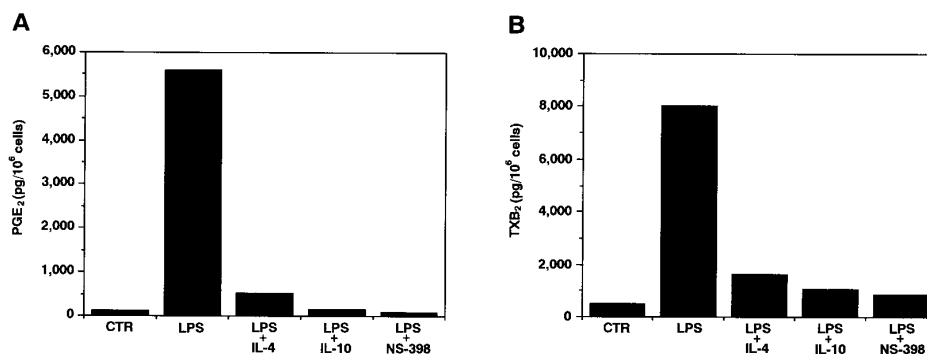 A
PGE2 (pg/10^6 cells)
6,000
5,000
4,000
3,000
2,000
1,000
0
CTR
LPS
LPS
+
IL-4
LPS
+
IL-10
LPS
+
NS-398
B
TXB2 (pg/10^6 cells)
10,000
8,000
6,000
4,000
2,000
0
CTR
LPS
LPS
+
IL-4
LPS
+
IL-10
LPS
+
NS-398